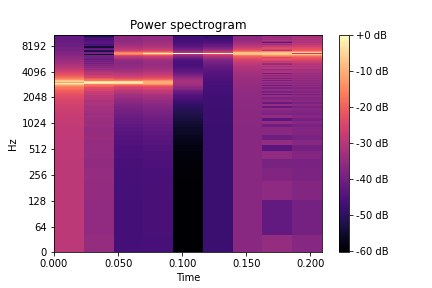 Power spectrogram
8192
4096
2048
1024
512
256
128
64
0
Hz
0.000 0.050 0.100 0.150 0.200
Time
+0 dB
-10 dB
-20 dB
-30 dB
-40 dB
-50 dB
-60 dB